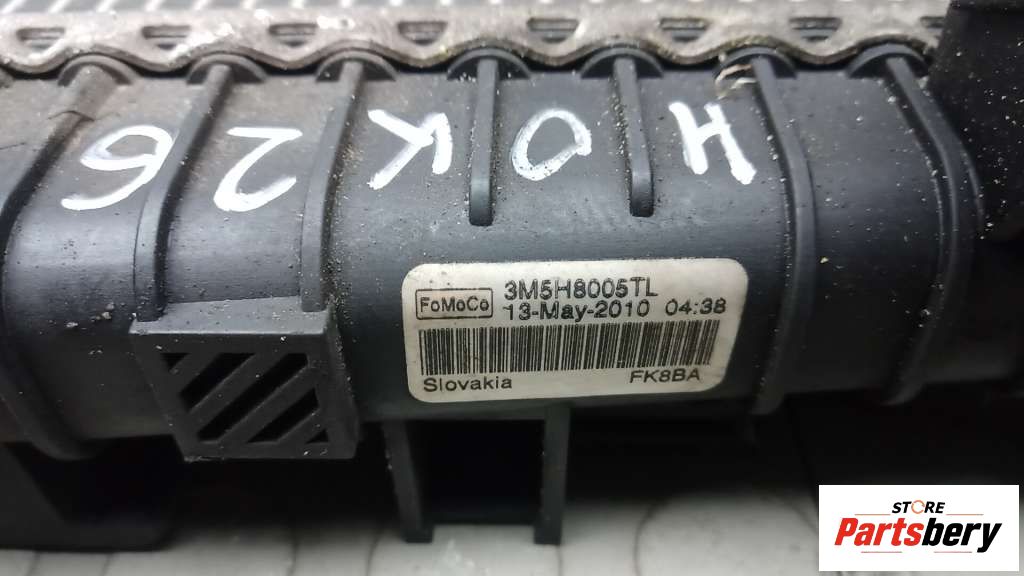 HOK26
FoMoCo 3M5H8005TL
13-May-2010 04:38
Slovakia FK8BA
STORE
Partsbery